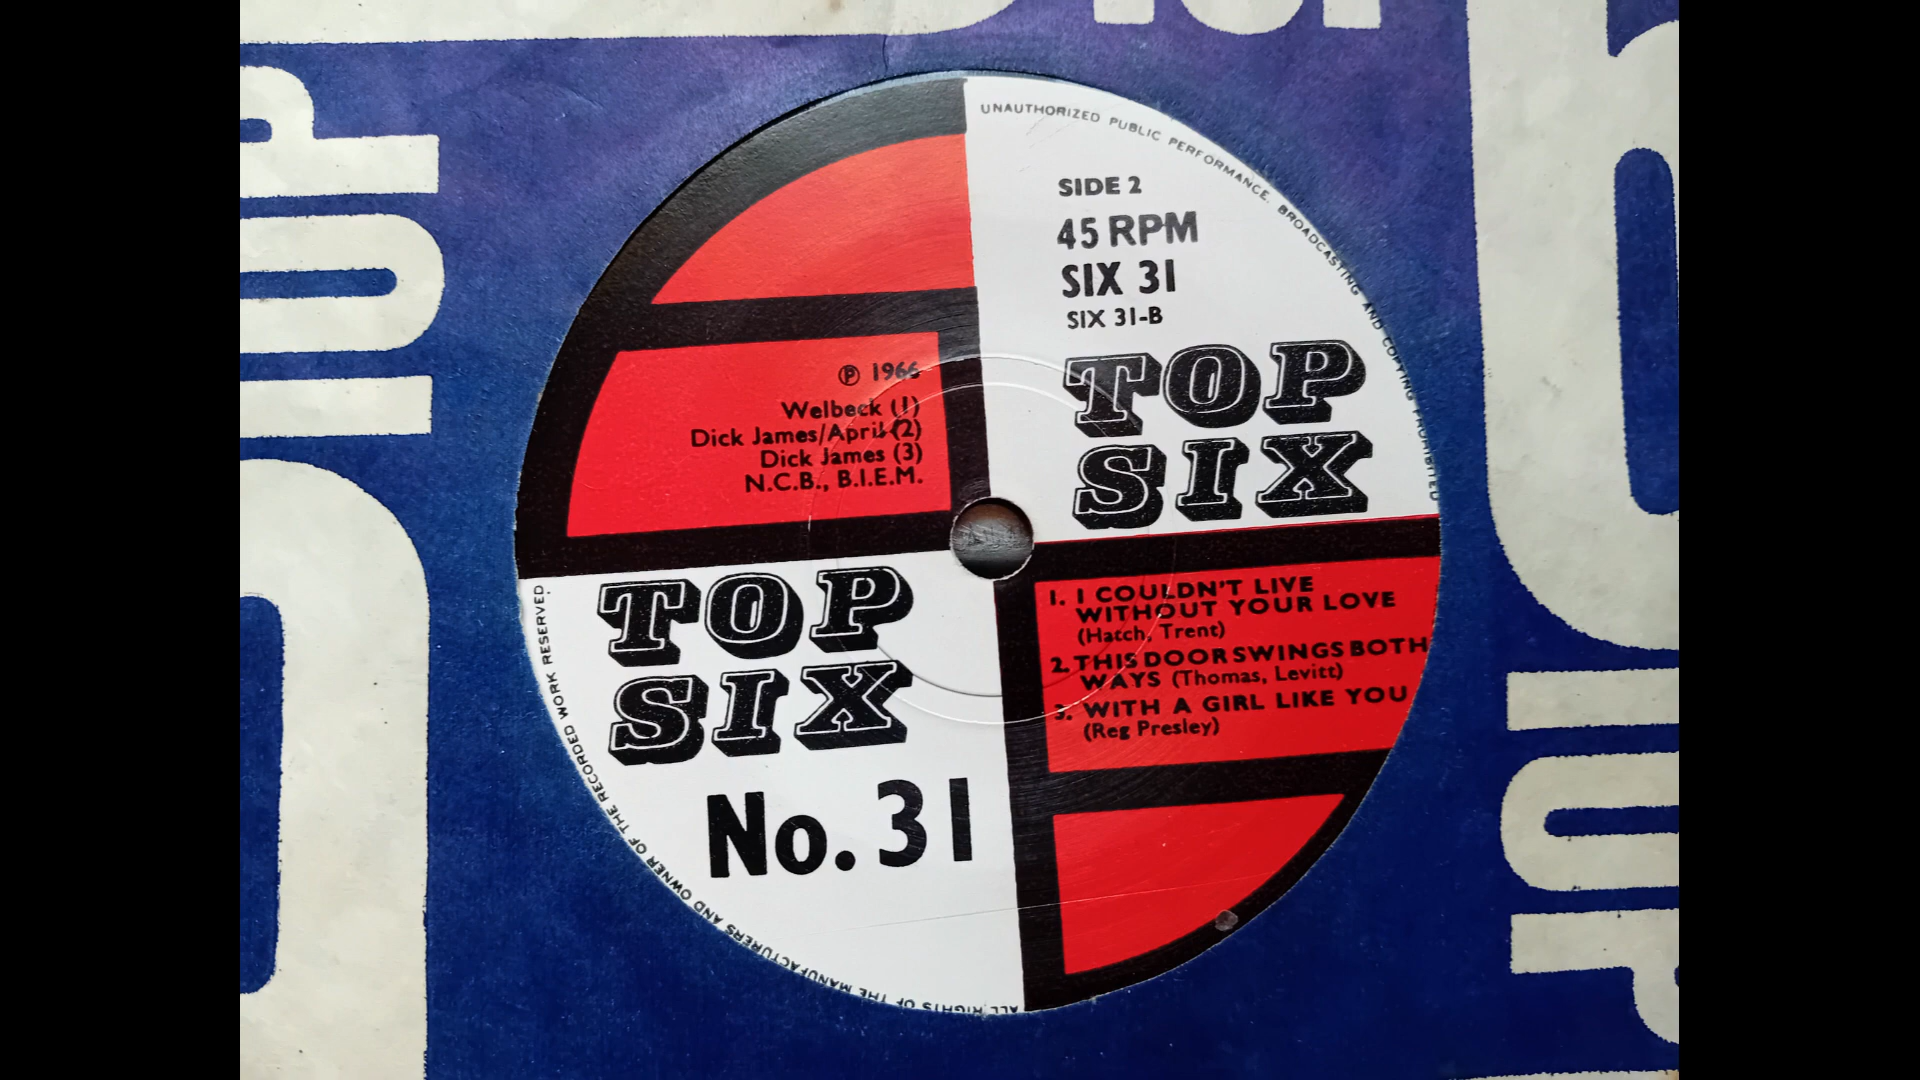 UNAUTHORIZED PUBLIC PERFORMANCE. BROADCASTING AND COPYING PROHIBITED
SIDE 2
45 RPM
SIX 31
SIX 31-B
TOP
SIX
℗ 1966
Welbeck (1)
Dick James/April (2)
Dick James (3)
N.C.B., B.I.E.M.
TOP
SIX
No. 31
1. I COULDN'T LIVE
WITHOUT YOUR LOVE
(Hatch, Trent)
2. THIS DOOR SWINGS BOTH
WAYS (Thomas, Levitt)
3. WITH A GIRL LIKE YOU
(Reg Presley)
ALL RIGHTS OF THE MANUFACTURERS AND OWNER OF THE RECORDED WORK RESERVED.